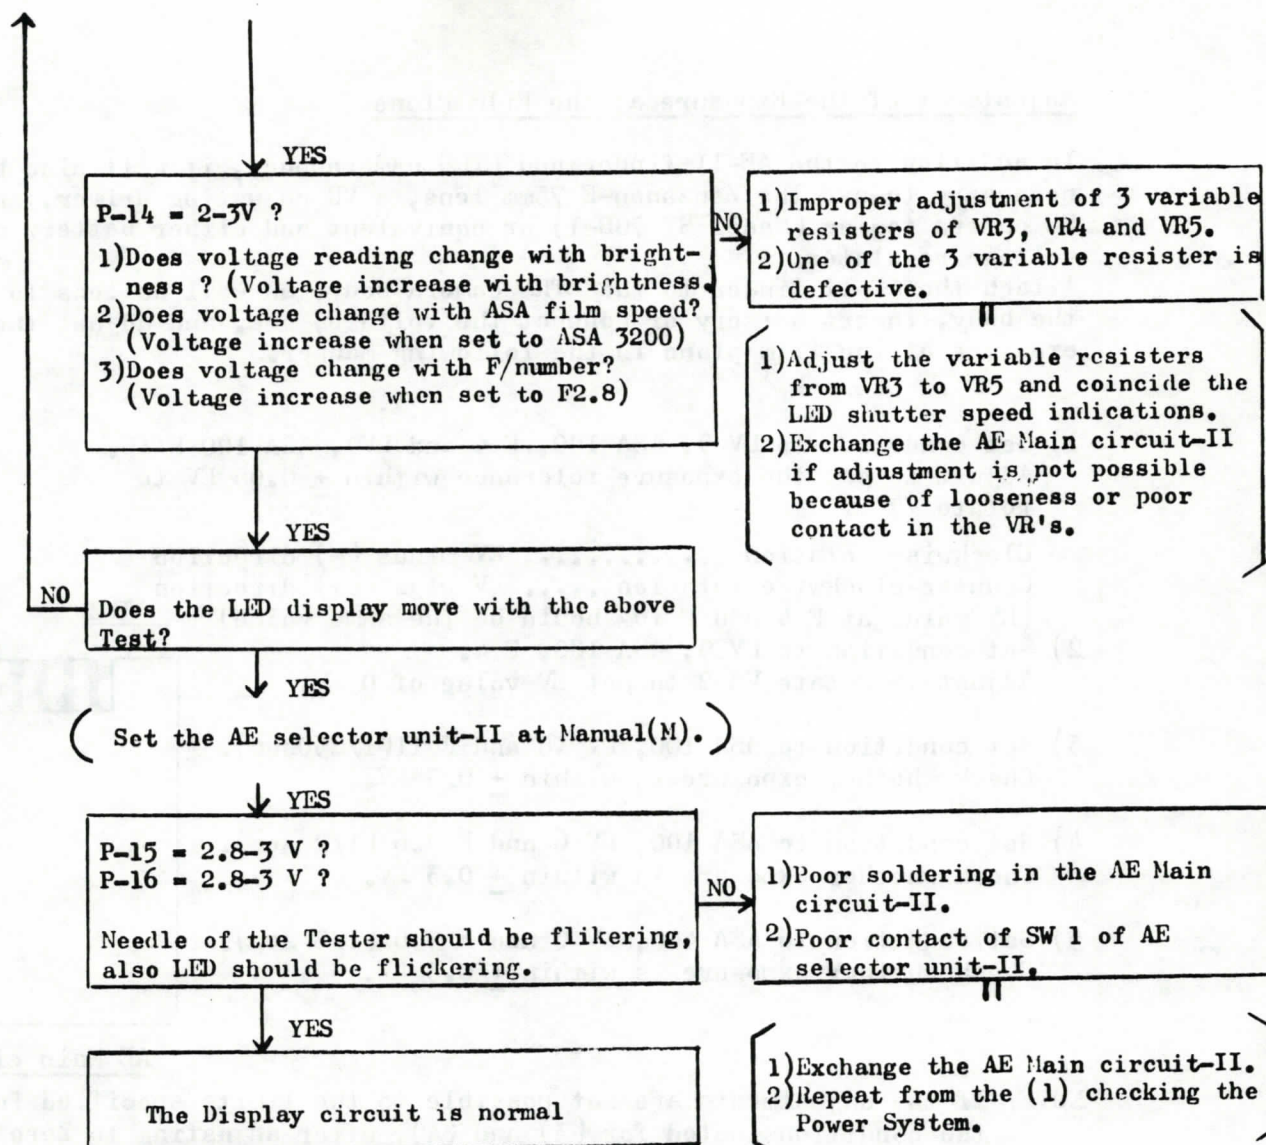 YES
P-14 = 2-3V ?
1)Does voltage reading change with bright-
ness ? (Voltage increase with brightness.
2)Does voltage change with ASA film speed?
(Voltage increase when set to ASA 3200)
3)Does voltage change with F/number?
(Voltage increase when set to F2.8)
NO
1)Improper adjustment of 3 variable
resisters of VR3, VR4 and VR5.
2)One of the 3 variable resister is
defective.
1)Adjust the variable resisters
from VR3 to VR5 and coincide the
LED shutter speed indications.
2)Exchange the AE Main circuit-II
if adjustment is not possible
because of looseness or poor
contact in the VR's.
YES
NO
Does the LED display move with the above
Test?
YES
( Set the AE selector unit-II at Manual(M). )
YES
P-15 = 2.8-3 V ?
P-16 = 2.8-3 V ?
Needle of the Tester should be flikering,
also LED should be flickering.
NO
1)Poor soldering in the AE Main
circuit-II.
2)Poor contact of SW 1 of AE
selector unit-II.
1)Exchange the AE Main circuit-II.
2)Repeat from the (1) checking the
Power System.
YES
The Display circuit is normal